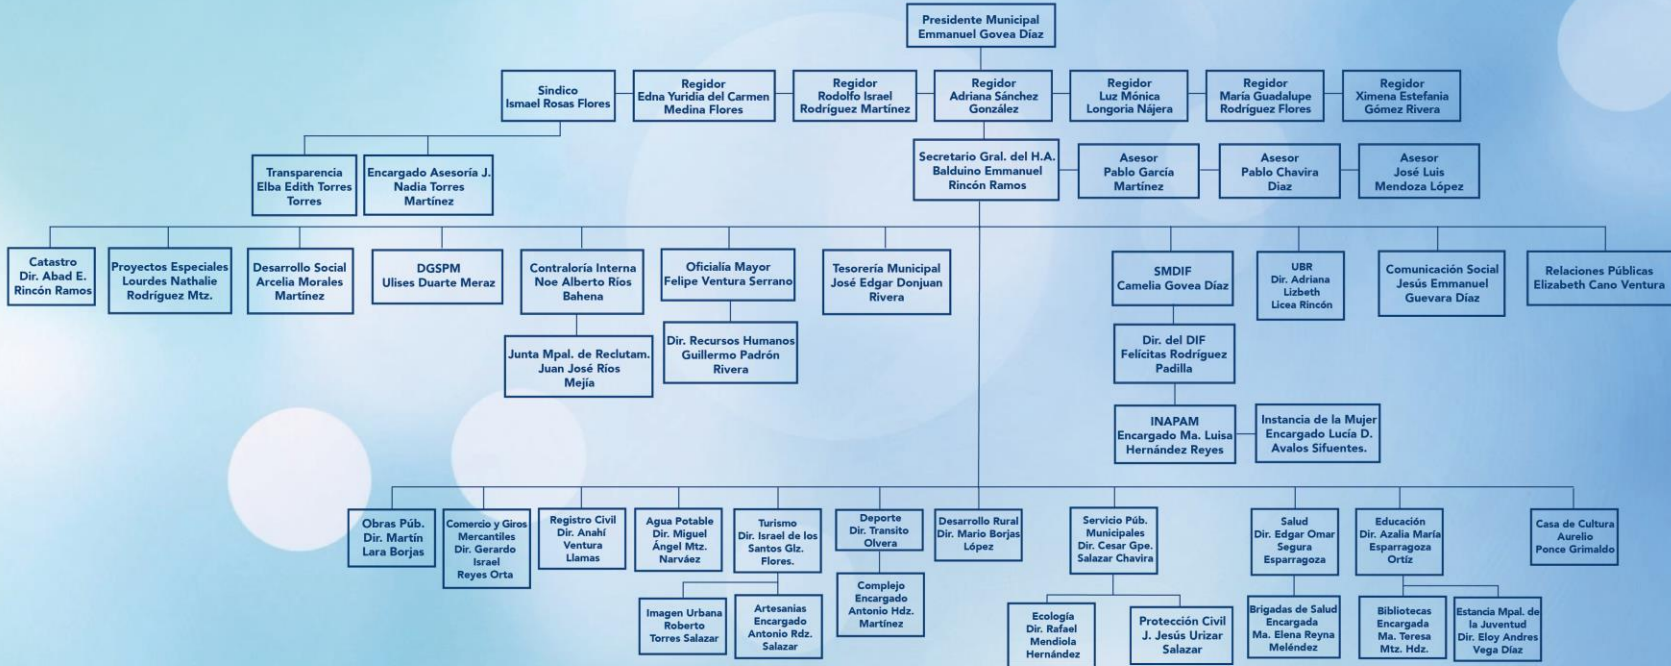 Presidente Municipal
Emmanuel Govea Díaz
Sindico
Ismael Rosas Flores
Regidor
Edna Yuridia del Carmen
Medina Flores
Regidor
Rodolfo Israel
Rodríguez Martínez
Regidor
Adriana Sánchez
González
Regidor
Luz Mónica
Longoria Nájera
Regidor
María Guadalupe
Rodríguez Flores
Regidor
Ximena Estefania
Gómez Rivera
Transparencia
Elba Edith Torres
Torres
Encargado Asesoría J.
Nadia Torres
Martínez
Secretario Gral. del H.A.
Balduino Emmanuel
Rincón Ramos
Asesor
Pablo García
Martínez
Asesor
Pablo Chavira
Diaz
Asesor
José Luis
Mendoza López
Catastro
Dir. Abad E.
Rincón Ramos
Proyectos Especiales
Lourdes Nathalie
Rodríguez Mtz.
Desarrollo Social
Arcelia Morales
Martínez
DGSPM
Ulises Duarte Meraz
Contraloría Interna
Noe Alberto Ríos
Bahena
Oficialía Mayor
Felipe Ventura Serrano
Tesorería Municipal
José Edgar Donjuan
Rivera
SMDIF
Camelia Govea Díaz
UBR
Dir. Adriana
Lizbeth
Licea Rincón
Comunicación Social
Jesús Emmanuel
Guevara Díaz
Relaciones Públicas
Elizabeth Cano Ventura
Junta Mpal. de Reclutam.
Juan José Ríos
Mejía
Dir. Recursos Humanos
Guillermo Padrón
Rivera
Dir. del DIF
Felícitas Rodríguez
Padilla
INAPAM
Encargado Ma. Luisa
Hernández Reyes
Instancia de la Mujer
Encargado Lucía D.
Avalos Sifuentes.
Obras Púb.
Dir. Martín
Lara Borjas
Comercio y Giros
Mercantiles
Dir. Gerardo
Israel
Reyes Orta
Registro Civil
Dir. Anahí
Ventura
Llamas
Agua Potable
Dir. Miguel
Ángel Mtz.
Narváez
Turismo
Dir. Israel de los
Santos Glz.
Flores.
Deporte
Dir. Transito
Olvera
Desarrollo Rural
Dir. Mario Borjas
López
Servicio Púb.
Municipales
Dir. Cesar Gpe.
Salazar Chavira
Salud
Dir. Edgar Omar
Segura
Esparragoza
Educación
Dir. Azalia María
Esparragoza
Ortíz
Casa de Cultura
Aurelio
Ponce Grimaldo
Imagen Urbana
Roberto
Torres Salazar
Artesanías
Encargado
Antonio Rdz.
Salazar
Complejo
Encargado
Antonio Hdz.
Martínez
Ecología
Dir. Rafael
Mendiola
Hernández
Protección Civil
J. Jesús Urizar
Salazar
Brigadas de Salud
Encargada
Ma. Elena Reyna
Meléndez
Bibliotecas
Encargada
Ma. Teresa
Mtz. Hdz.
Estancia Mpal. de
la Juventud
Dir. Eloy Andres
Vega Díaz